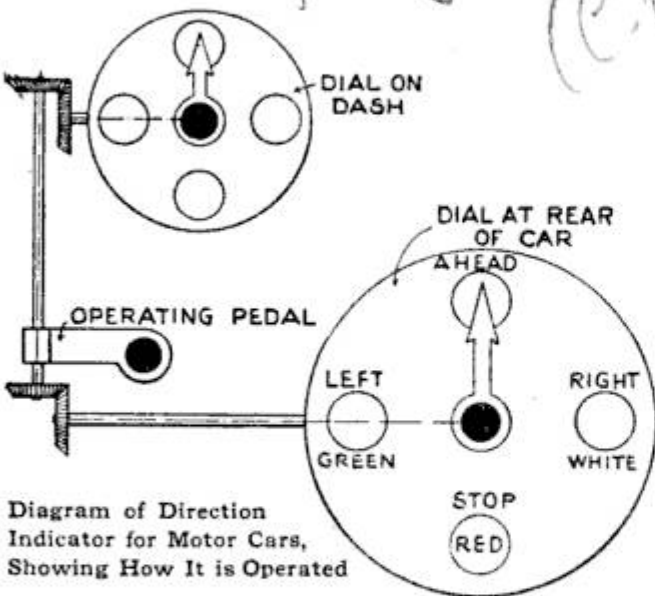 DIAL ON
DASH
DIAL AT REAR
OF CAR
AHEAD
OPERATING PEDAL
LEFT
RIGHT
GREEN
WHITE
STOP
RED
Diagram of Direction
Indicator for Motor Cars,
Showing How It is Operated